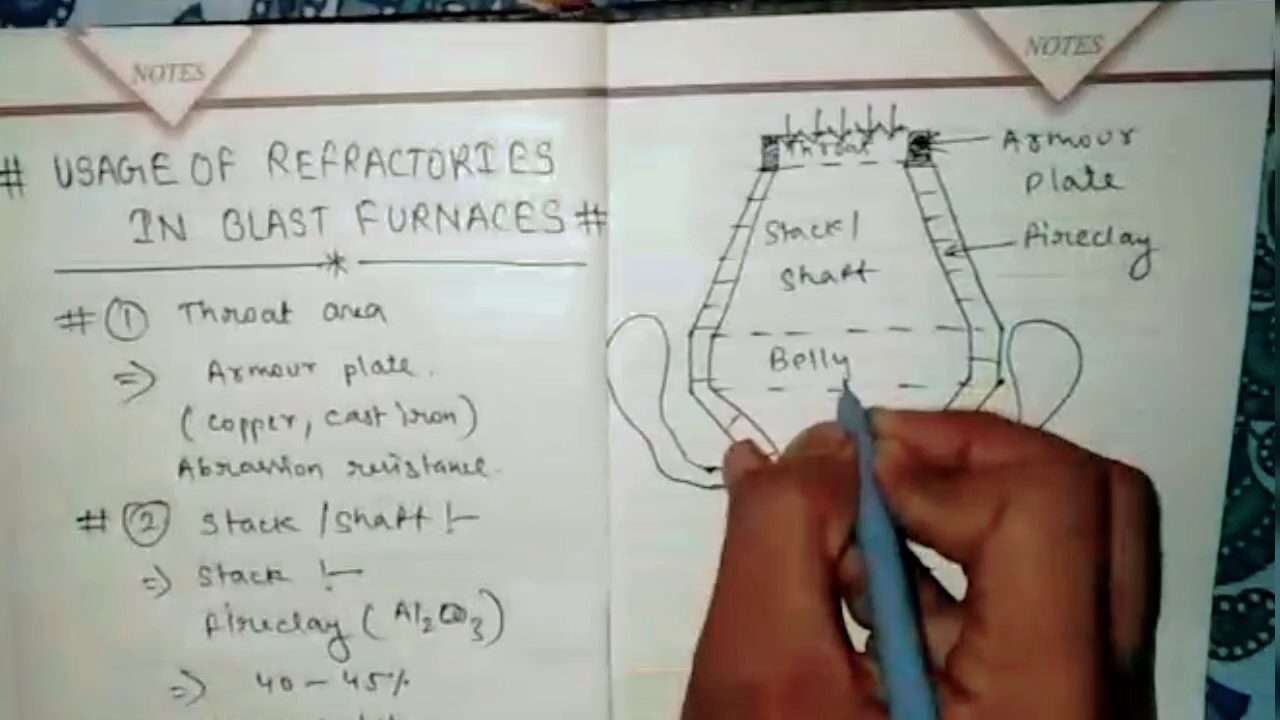 NOTES
# USAGE OF REFRACTORIES
IN BLAST FURNACES #
# ① Throat area
=> Armour plate.
(copper, cast iron)
Abrassion resistance.
# ② Stack / Shaft :-
=> Stack :-
fireclay (Al₂O₃)
=> 40 - 45%
NOTES
Throat
Armour
plate
Stack /
Shaft
fireclay
Belly